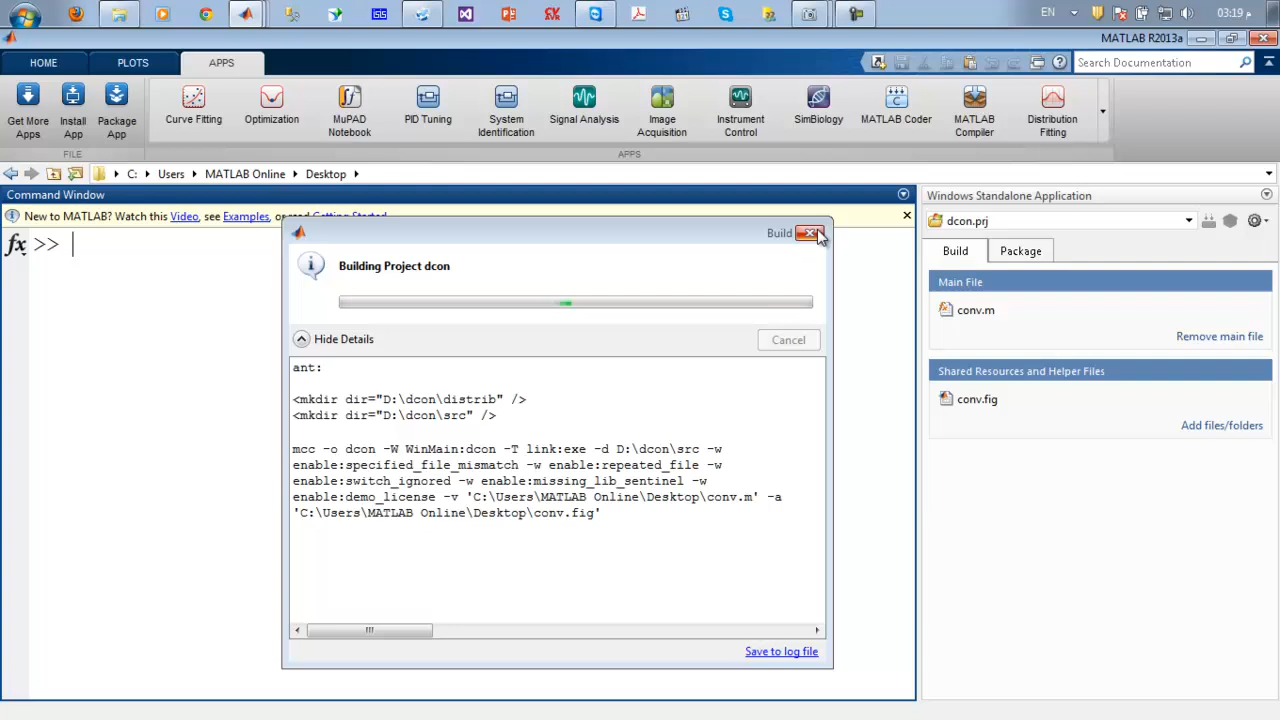 EN
03:19 م
MATLAB R2013a
HOME
PLOTS
APPS
Search Documentation
Get More Apps
Install App
Package App
Curve Fitting
Optimization
MuPAD Notebook
PID Tuning
System Identification
Signal Analysis
Image Acquisition
Instrument Control
SimBiology
MATLAB Coder
MATLAB Compiler
Distribution Fitting
FILE
APPS
C: Users MATLAB Online Desktop
Command Window
New to MATLAB? Watch this Video, see Examples, or read Getting Started.
fx >>
Build
Building Project dcon
Hide Details
Cancel
ant:
<mkdir dir="D:\dcon\distrib" />
<mkdir dir="D:\dcon\src" />
mcc -o dcon -W WinMain:dcon -T link:exe -d D:\dcon\src -w
enable:specified_file_mismatch -w enable:repeated_file -w
enable:switch_ignored -w enable:missing_lib_sentinel -w
enable:demo_license -v 'C:\Users\MATLAB Online\Desktop\conv.m' -a
'C:\Users\MATLAB Online\Desktop\conv.fig'
Save to log file
Windows Standalone Application
dcon.prj
Build
Package
Main File
conv.m
Remove main file
Shared Resources and Helper Files
conv.fig
Add files/folders